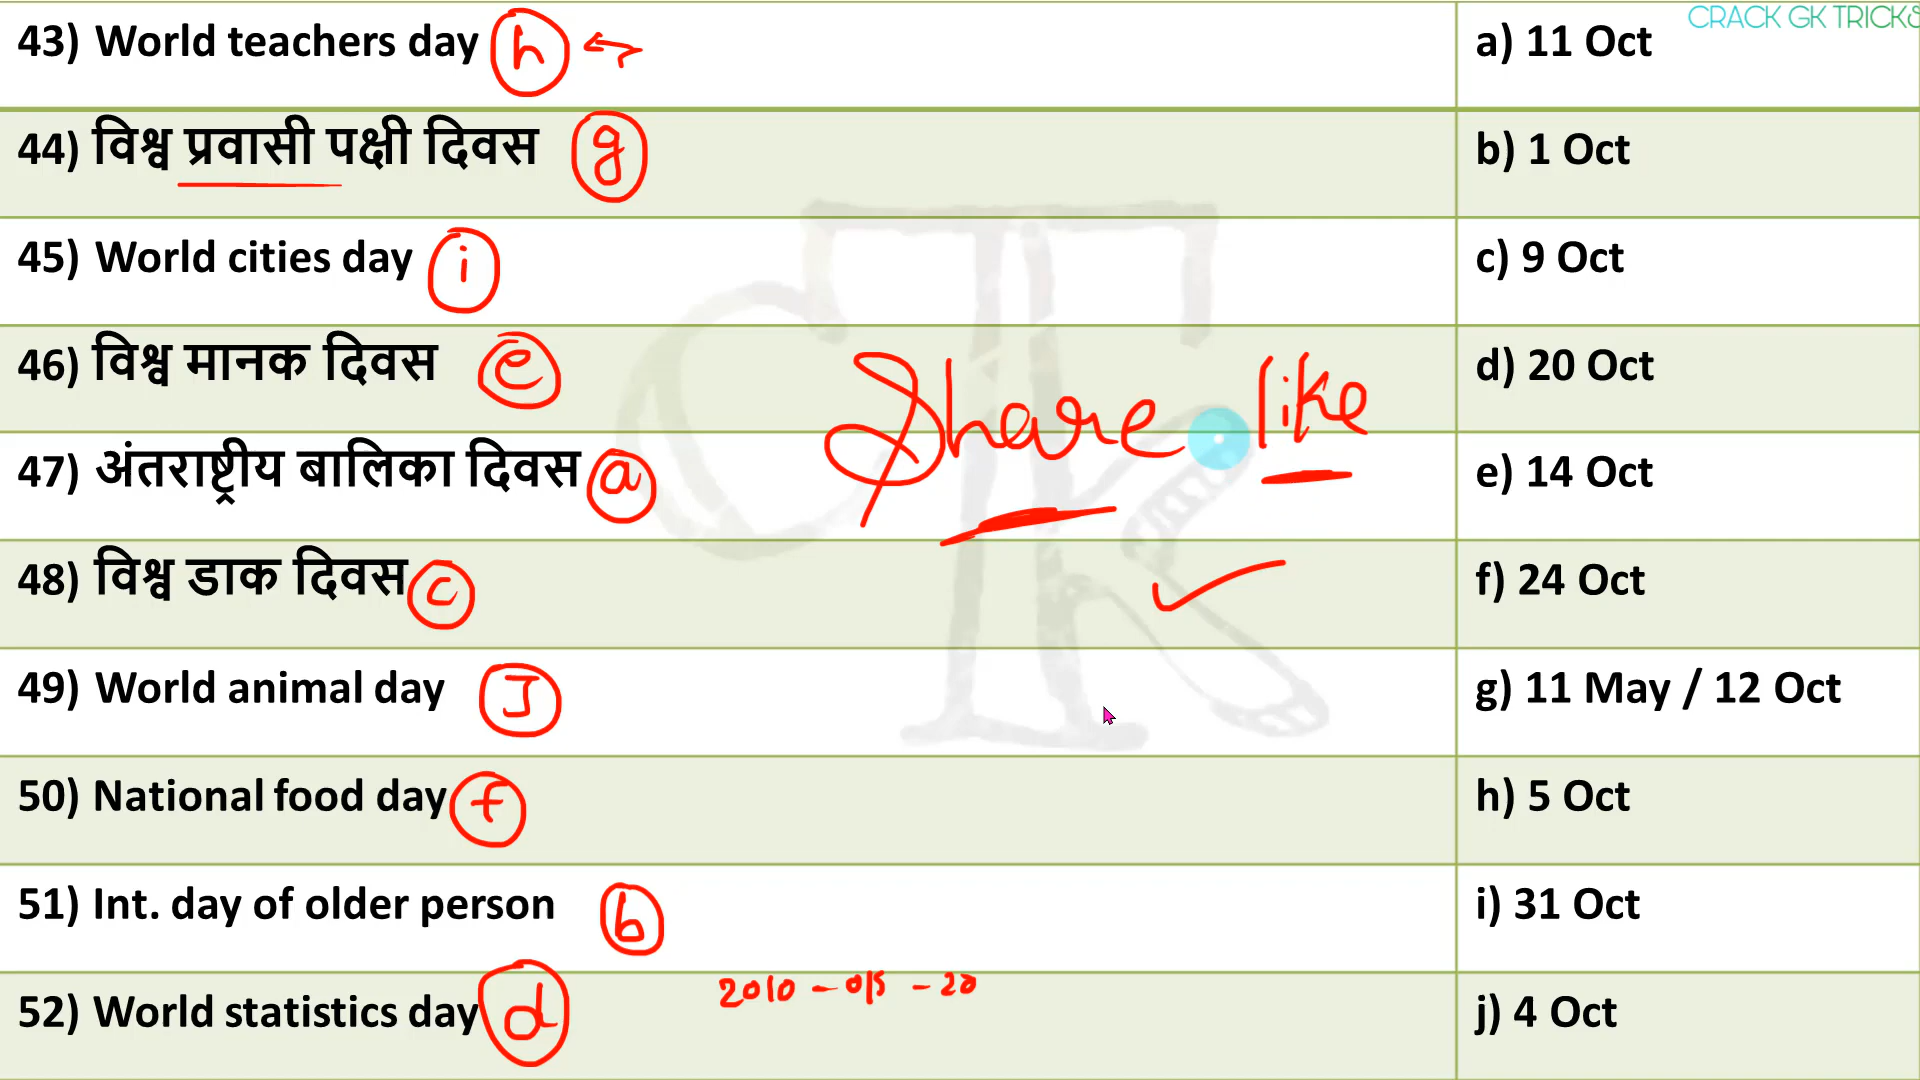 CRACK GK TRICKS
43) World teachers day h a) 11 Oct
44) विश्व प्रवासी पक्षी दिवस g b) 1 Oct
45) World cities day i c) 9 Oct
46) विश्व मानक दिवस e d) 20 Oct
Share like
47) अंतराष्ट्रीय बालिका दिवस a e) 14 Oct
48) विश्व डाक दिवस c f) 24 Oct
49) World animal day J g) 11 May / 12 Oct
50) National food day f h) 5 Oct
51) Int. day of older person b i) 31 Oct
2010 - 015 - 20
52) World statistics day d j) 4 Oct
CTK